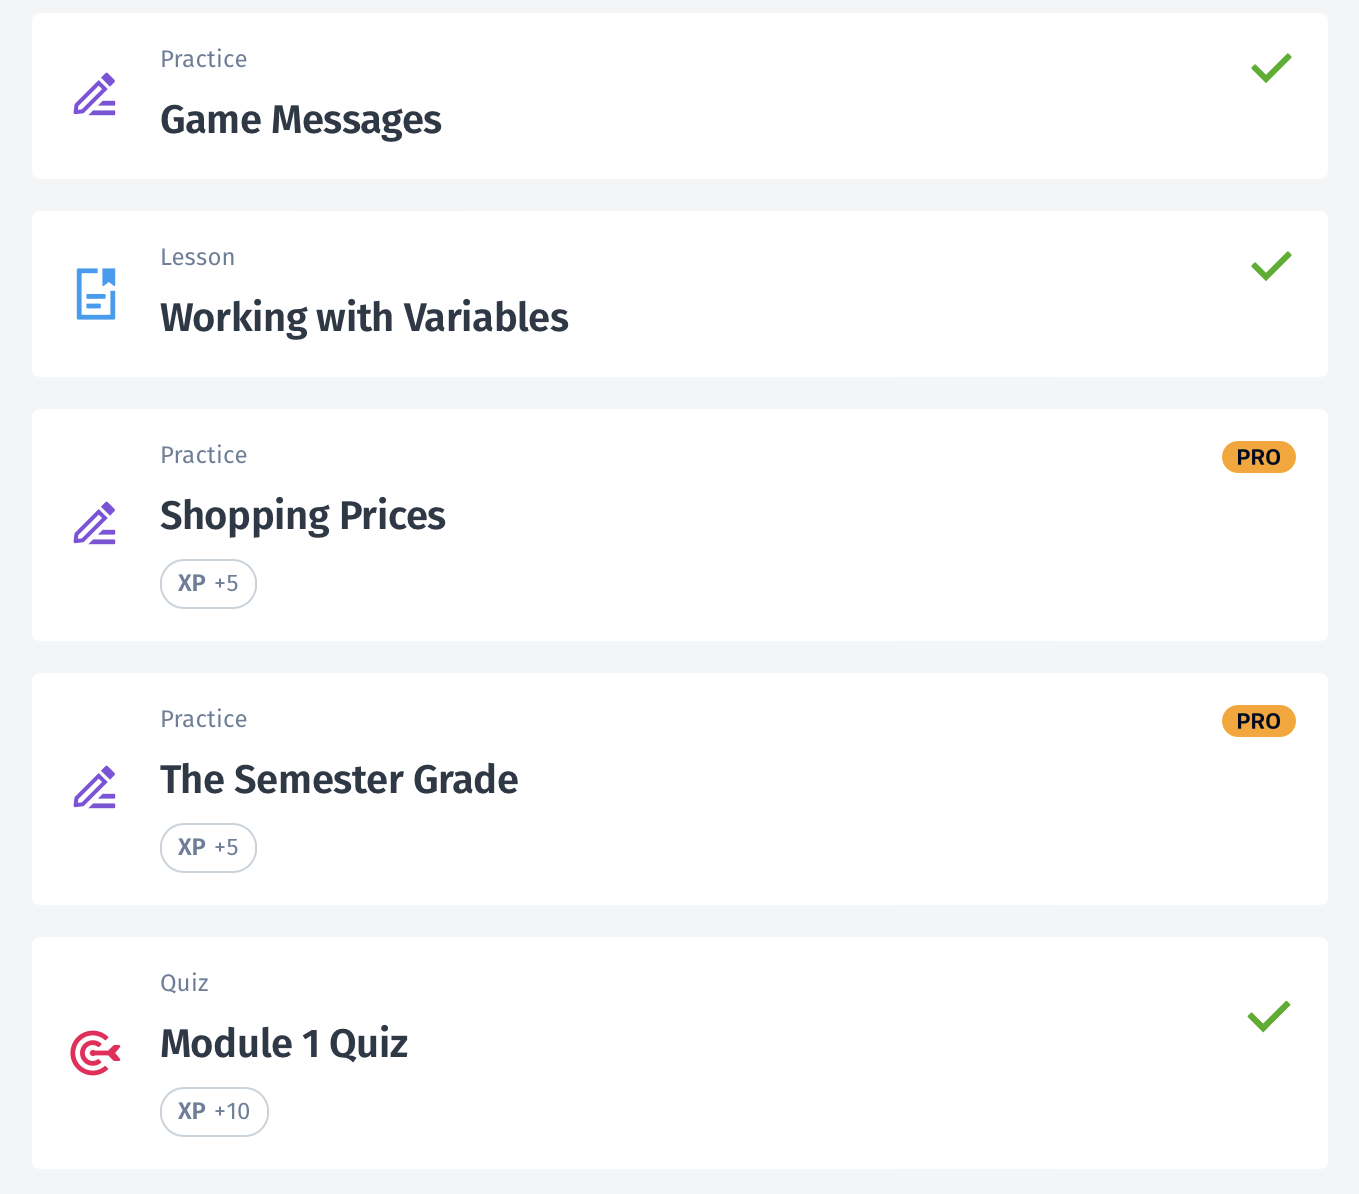 Practice
Game Messages
Lesson
Working with Variables
Practice
PRO
Shopping Prices
XP +5
Practice
PRO
The Semester Grade
XP +5
Quiz
Module 1 Quiz
XP +10